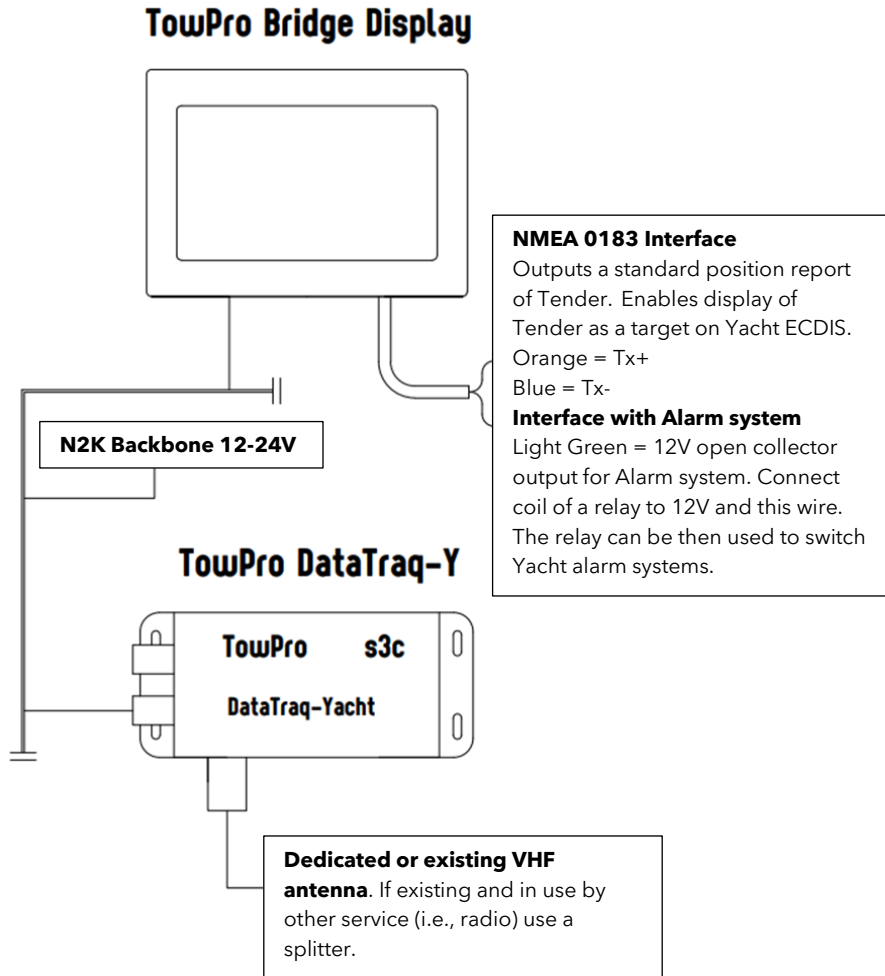 TowPro Bridge Display
NMEA 0183 Interface
Outputs a standard position report
of Tender. Enables display of
Tender as a target on Yacht ECDIS.
Orange = Tx+
Blue = Tx-
Interface with Alarm system
Light Green = 12V open collector
output for Alarm system. Connect
coil of a relay to 12V and this wire.
The relay can be then used to switch
Yacht alarm systems.
N2K Backbone 12-24V
TowPro DataTraq-Y
TowPro s3c
DataTraq-Yacht
Dedicated or existing VHF
antenna. If existing and in use by
other service (i.e., radio) use a
splitter.